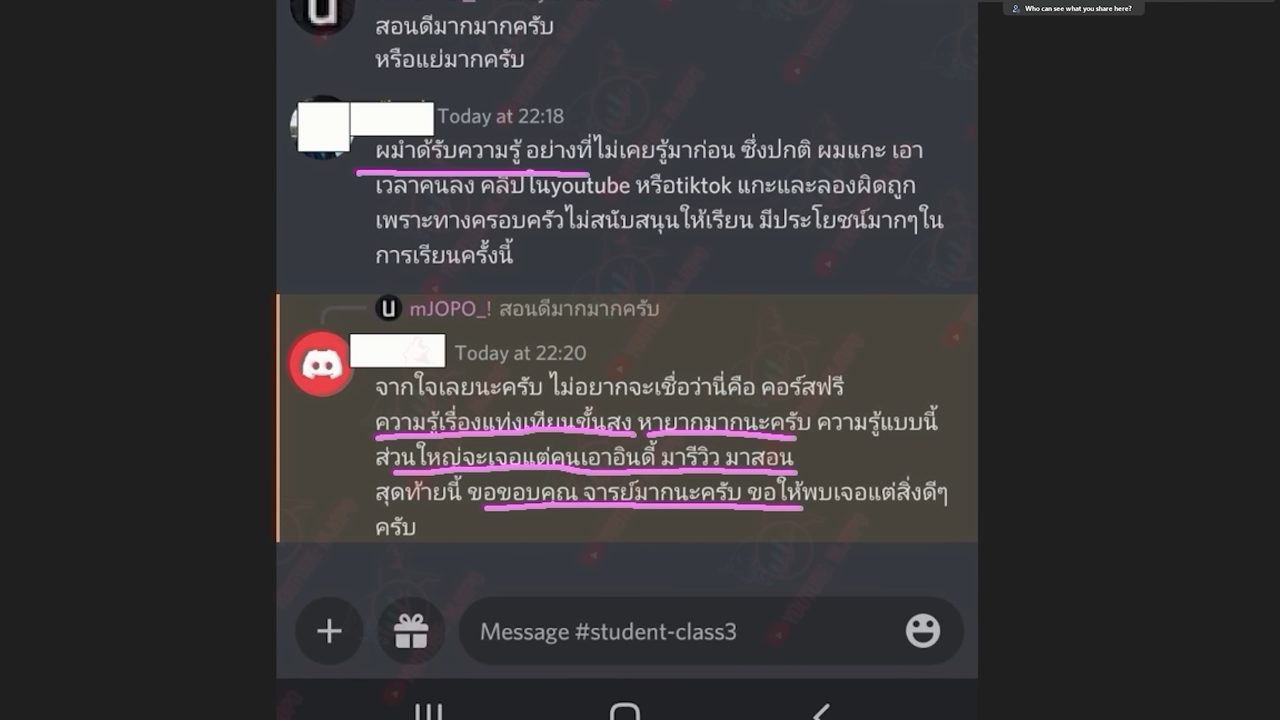 Who can see what you share here?
สอนดีมากมากครับ
หรือแย่มากครับ
Today at 22:18
ผมำด้รับความรู้ อย่างที่ไม่เคยรู้มาก่อน ซึ่งปกติ ผมแกะ เอา
เวลาคนลง คลิปในyoutube หรือtiktok แกะและลองผิดถูก
เพราะทางครอบครัวไม่สนับสนุนให้เรียน มีประโยชน์มากๆใน
การเรียนครั้งนี้
mJOPO_! สอนดีมากมากครับ
Today at 22:20
จากใจเลยนะครับ ไม่อยากจะเชื่อว่านี่คือ คอร์สฟรี
ความรู้เรื่องแท่งเทียนขั้นสูง หายากมากนะครับ ความรู้แบบนี้
ส่วนใหญ่จะเจอแต่คนเอาอินดี้ มารีวิว มาสอน
สุดท้ายนี้ ขอขอบคุณ จารย์มากนะครับ ขอให้พบเจอแต่สิ่งดีๆ
ครับ
Message #student-class3